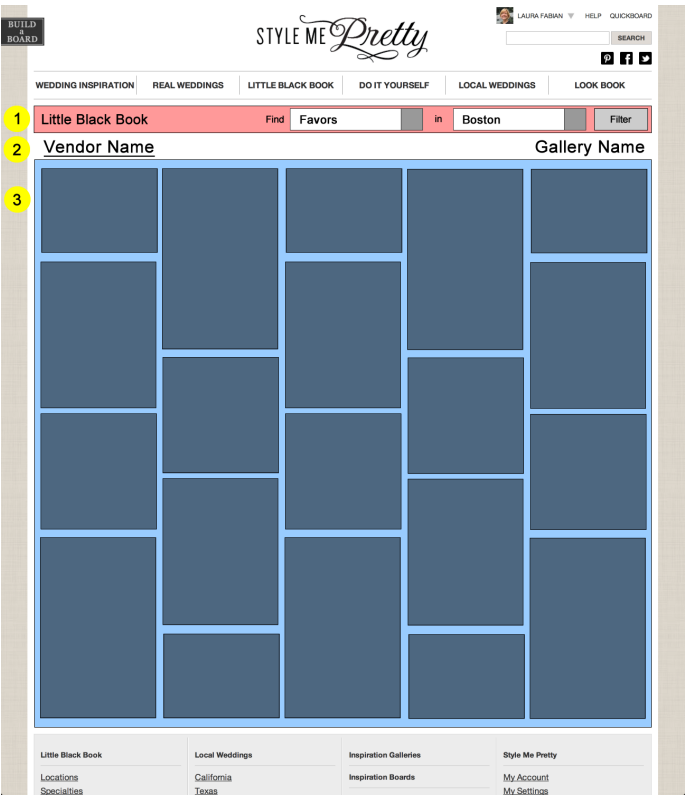 BUILD
a
BOARD
LAURA FABIAN HELP QUICKBOARD
STYLE ME Pretty
SEARCH
WEDDING INSPIRATION REAL WEDDINGS LITTLE BLACK BOOK DO IT YOURSELF LOCAL WEDDINGS LOOK BOOK
1 Little Black Book Find Favors in Boston Filter
2 Vendor Name Gallery Name
3
Little Black Book Local Weddings Inspiration Galleries Style Me Pretty
Locations California Inspiration Boards My Account
Specialties Texas My Settings